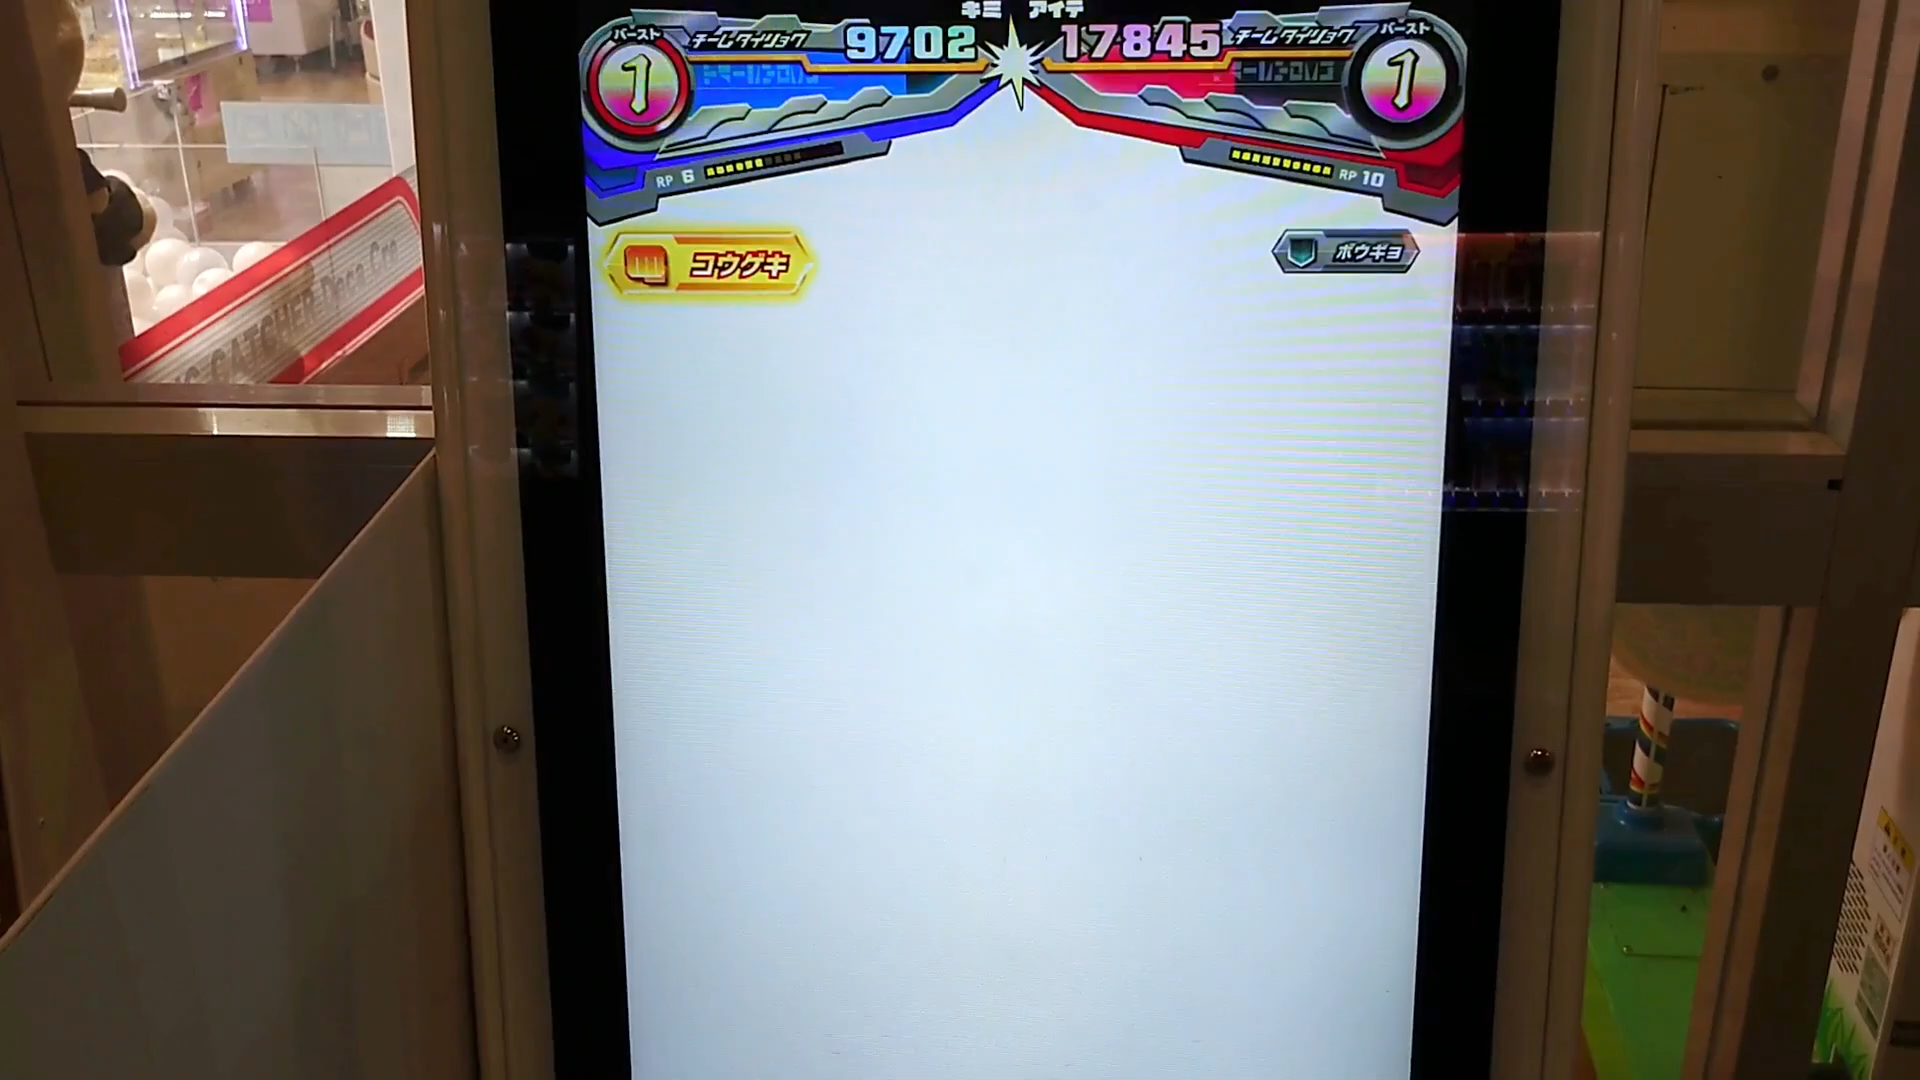 キミ アイテ
バースト 1 チームタイリョク 9702 17845 チームタイリョク バースト 1
RP 6
RP 10
コウゲキ
ボウギョ
CATCHER